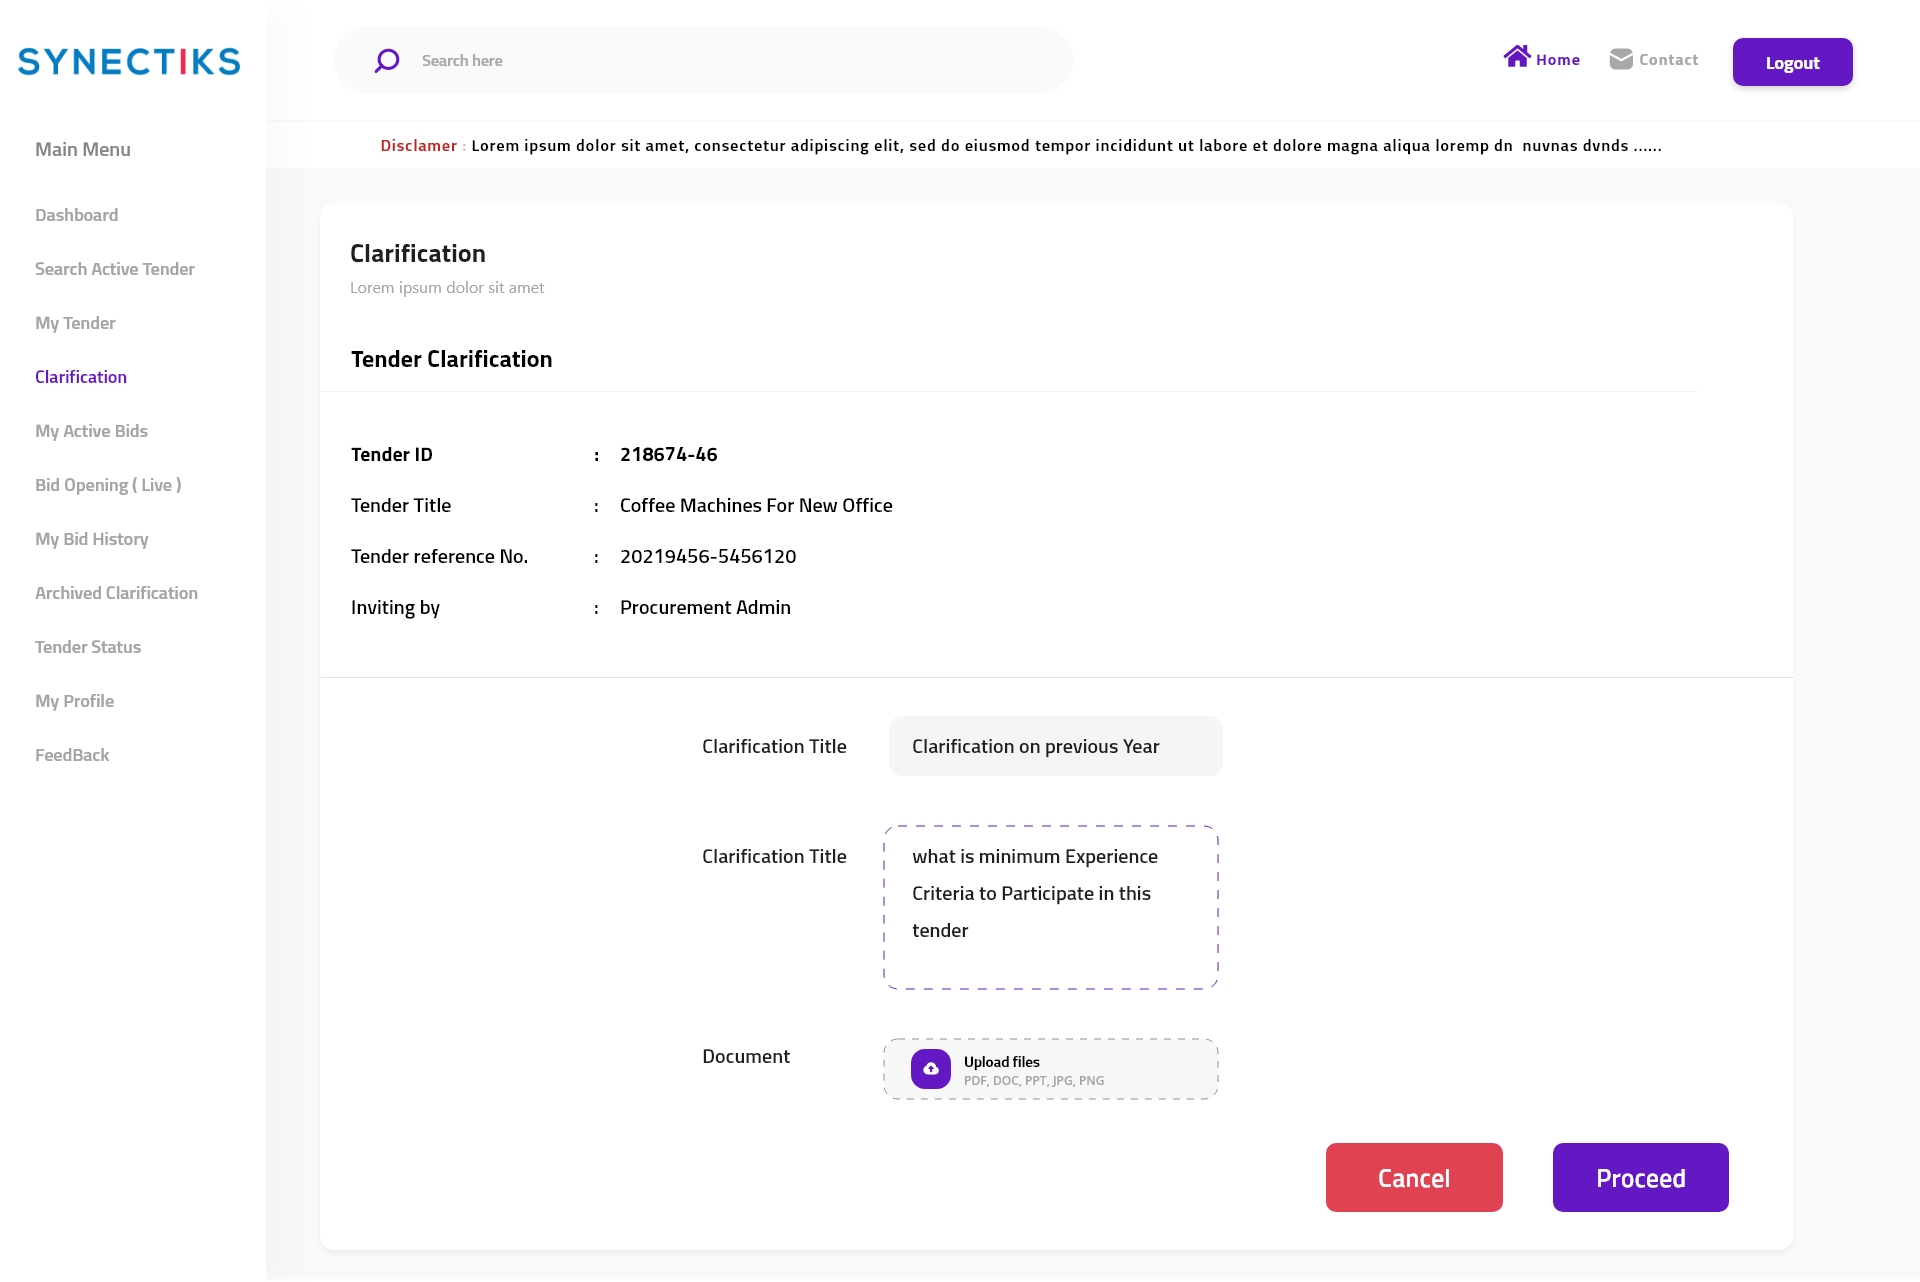 SYNECTIKS
Search here
Home
Contact
Logout
Disclamer : Lorem ipsum dolor sit amet, consectetur adipiscing elit, sed do eiusmod tempor incididunt ut labore et dolore magna aliqua loremp dn  nuvnas dvnds ......
Main Menu
Dashboard
Search Active Tender
My Tender
Clarification
My Active Bids
Bid Opening ( Live )
My Bid History
Archived Clarification
Tender Status
My Profile
FeedBack
Clarification
Lorem ipsum dolor sit amet
Tender Clarification
Tender ID : 218674-46
Tender Title : Coffee Machines For New Office
Tender reference No. : 20219456-5456120
Inviting by : Procurement Admin
Clarification Title Clarification on previous Year
Clarification Title what is minimum Experience
Criteria to Participate in this
tender
Document
Upload files
PDF, DOC, PPT, JPG, PNG
Cancel
Proceed